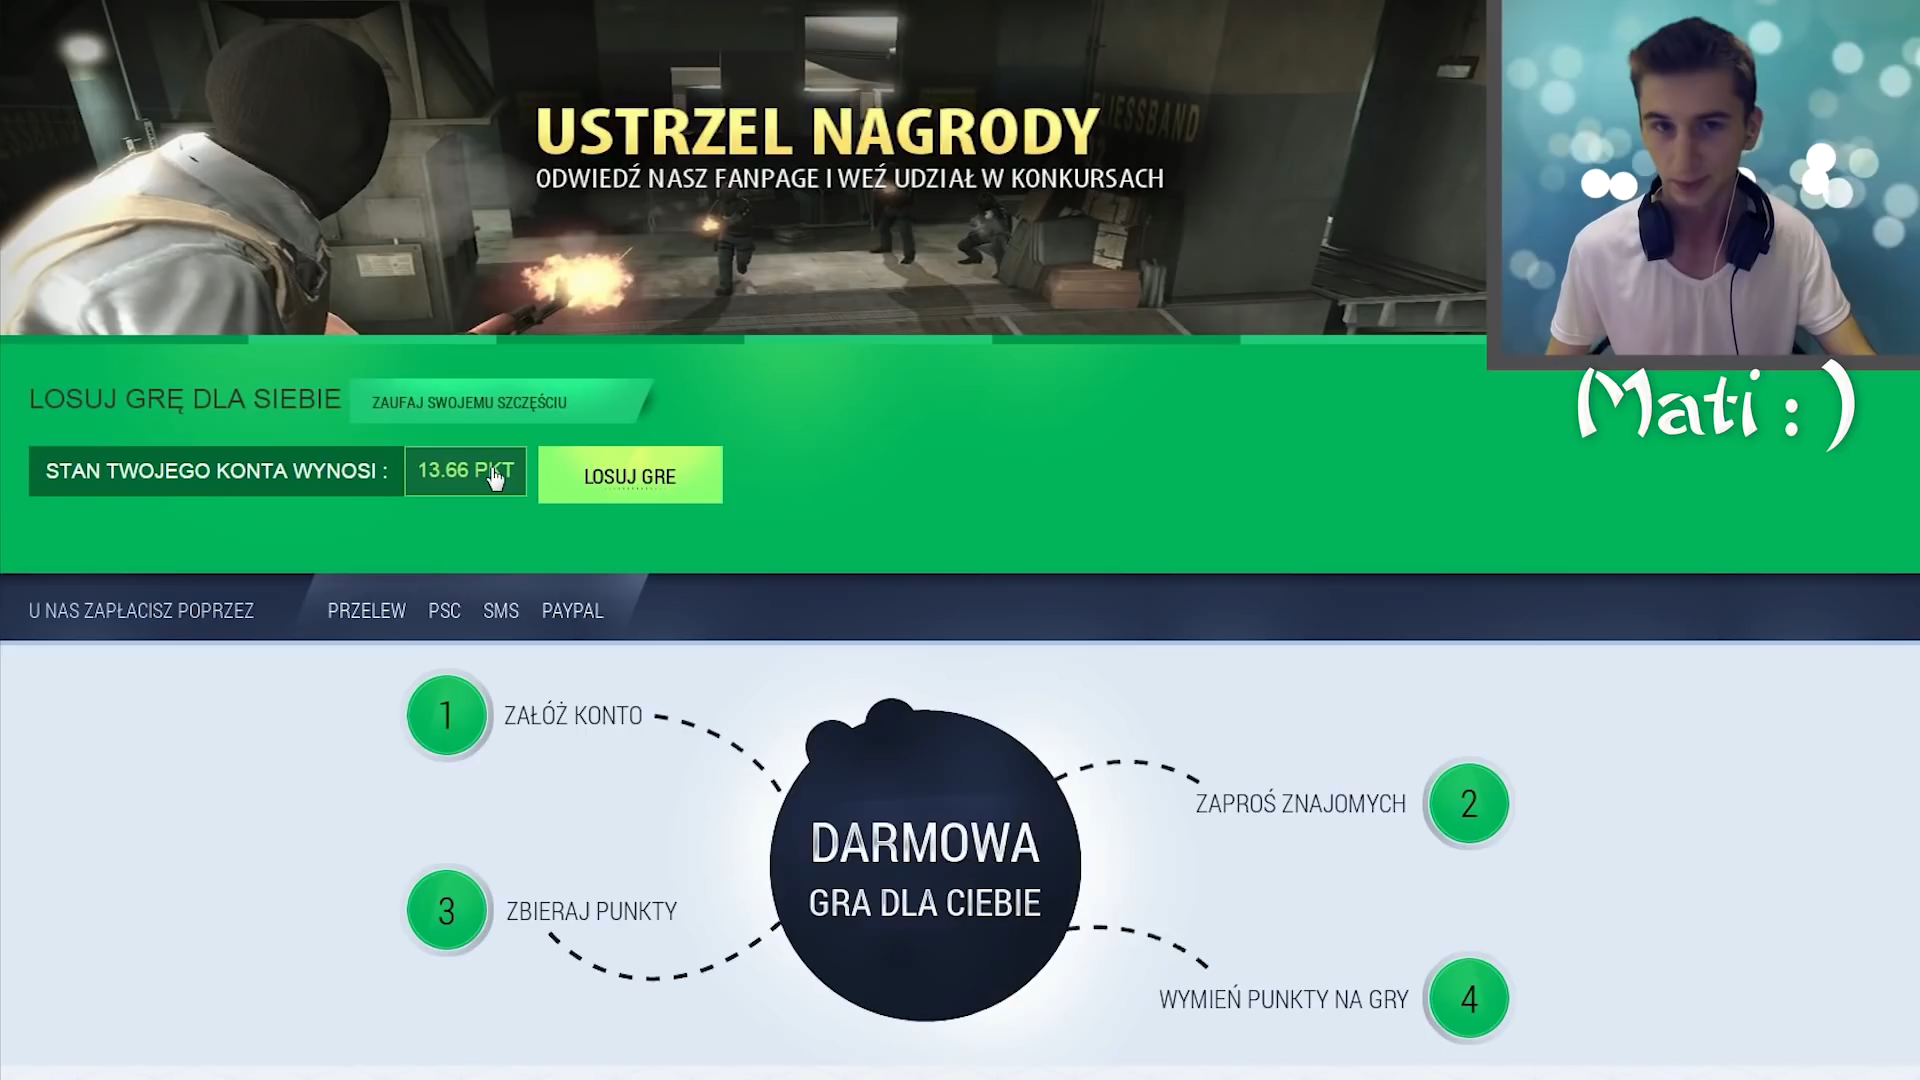 USTRZEL NAGRODY
ODWIEDŹ NASZ FANPAGE I WEŹ UDZIAŁ W KONKURSACH
FLIESSBAND
(Mati : )
LOSUJ GRĘ DLA SIEBIE
ZAUFAJ SWOJEMU SZCZĘŚCIU
STAN TWOJEGO KONTA WYNOSI :
13.66 PKT
LOSUJ GRE
U NAS ZAPŁACISZ POPRZEZ
PRZELEW PSC SMS PAYPAL
1 ZAŁÓŻ KONTO
ZAPROŚ ZNAJOMYCH 2
DARMOWA
GRA DLA CIEBIE
3 ZBIERAJ PUNKTY
WYMIEŃ PUNKTY NA GRY 4